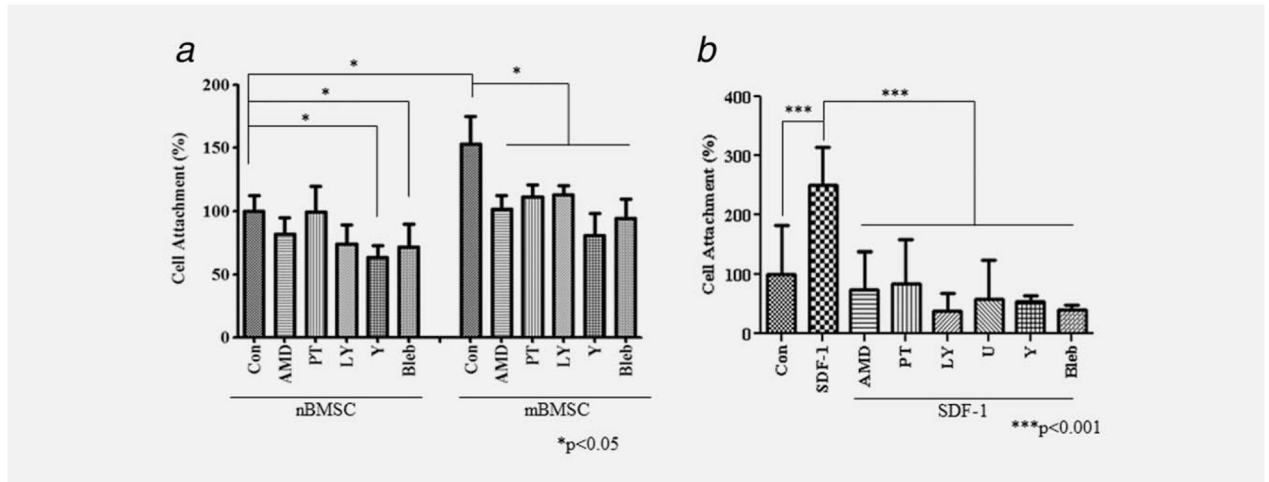 a
b
*
*
*
*
***
***
Cell Attachment (%)
200
150
100
50
0
Con
AMD
PT
LY
Y
Bleb
Con
AMD
PT
LY
Y
Bleb
nBMSC
mBMSC
*p<0.05
Cell Attachment (%)
400
300
200
100
0
Con
SDF-1
AMD
PT
LY
U
Y
Bleb
SDF-1
***p<0.001